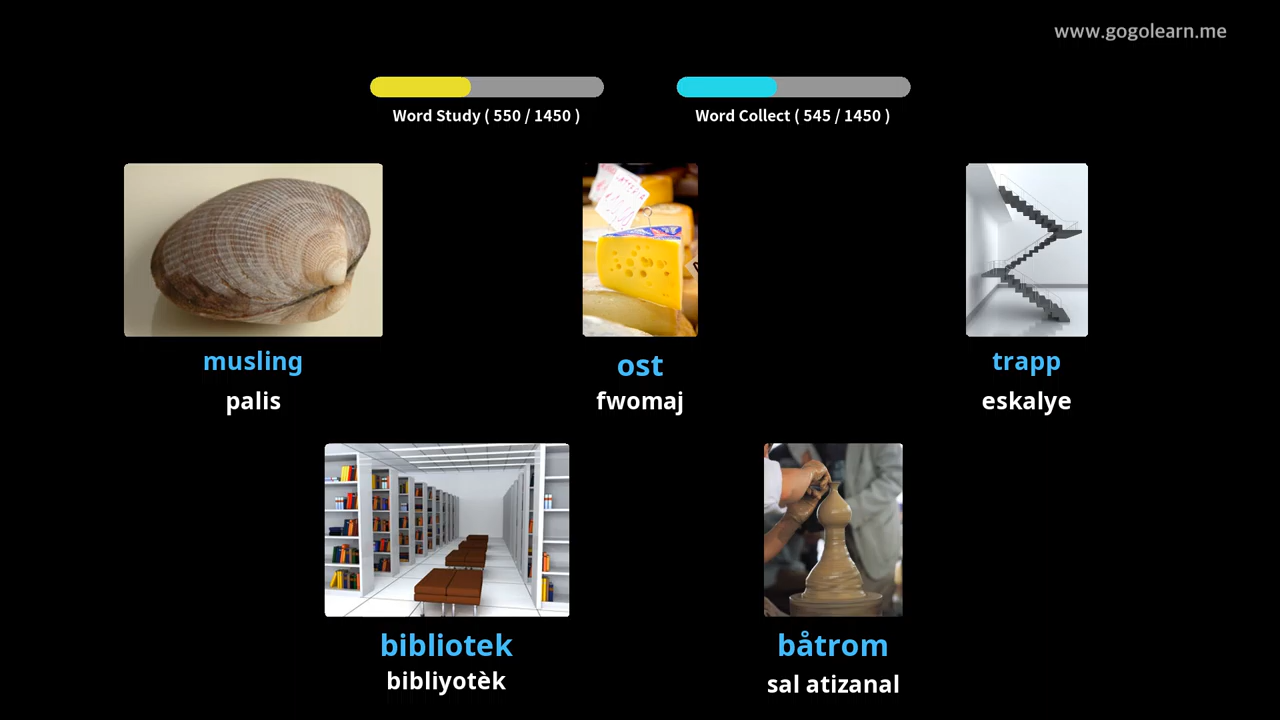 www.gogolearn.me
Word Study ( 550 / 1450 )
Word Collect ( 545 / 1450 )
musling
palis
ost
fwomaj
trapp
eskalye
bibliotek
bibliyotèk
båtrom
sal atizanal